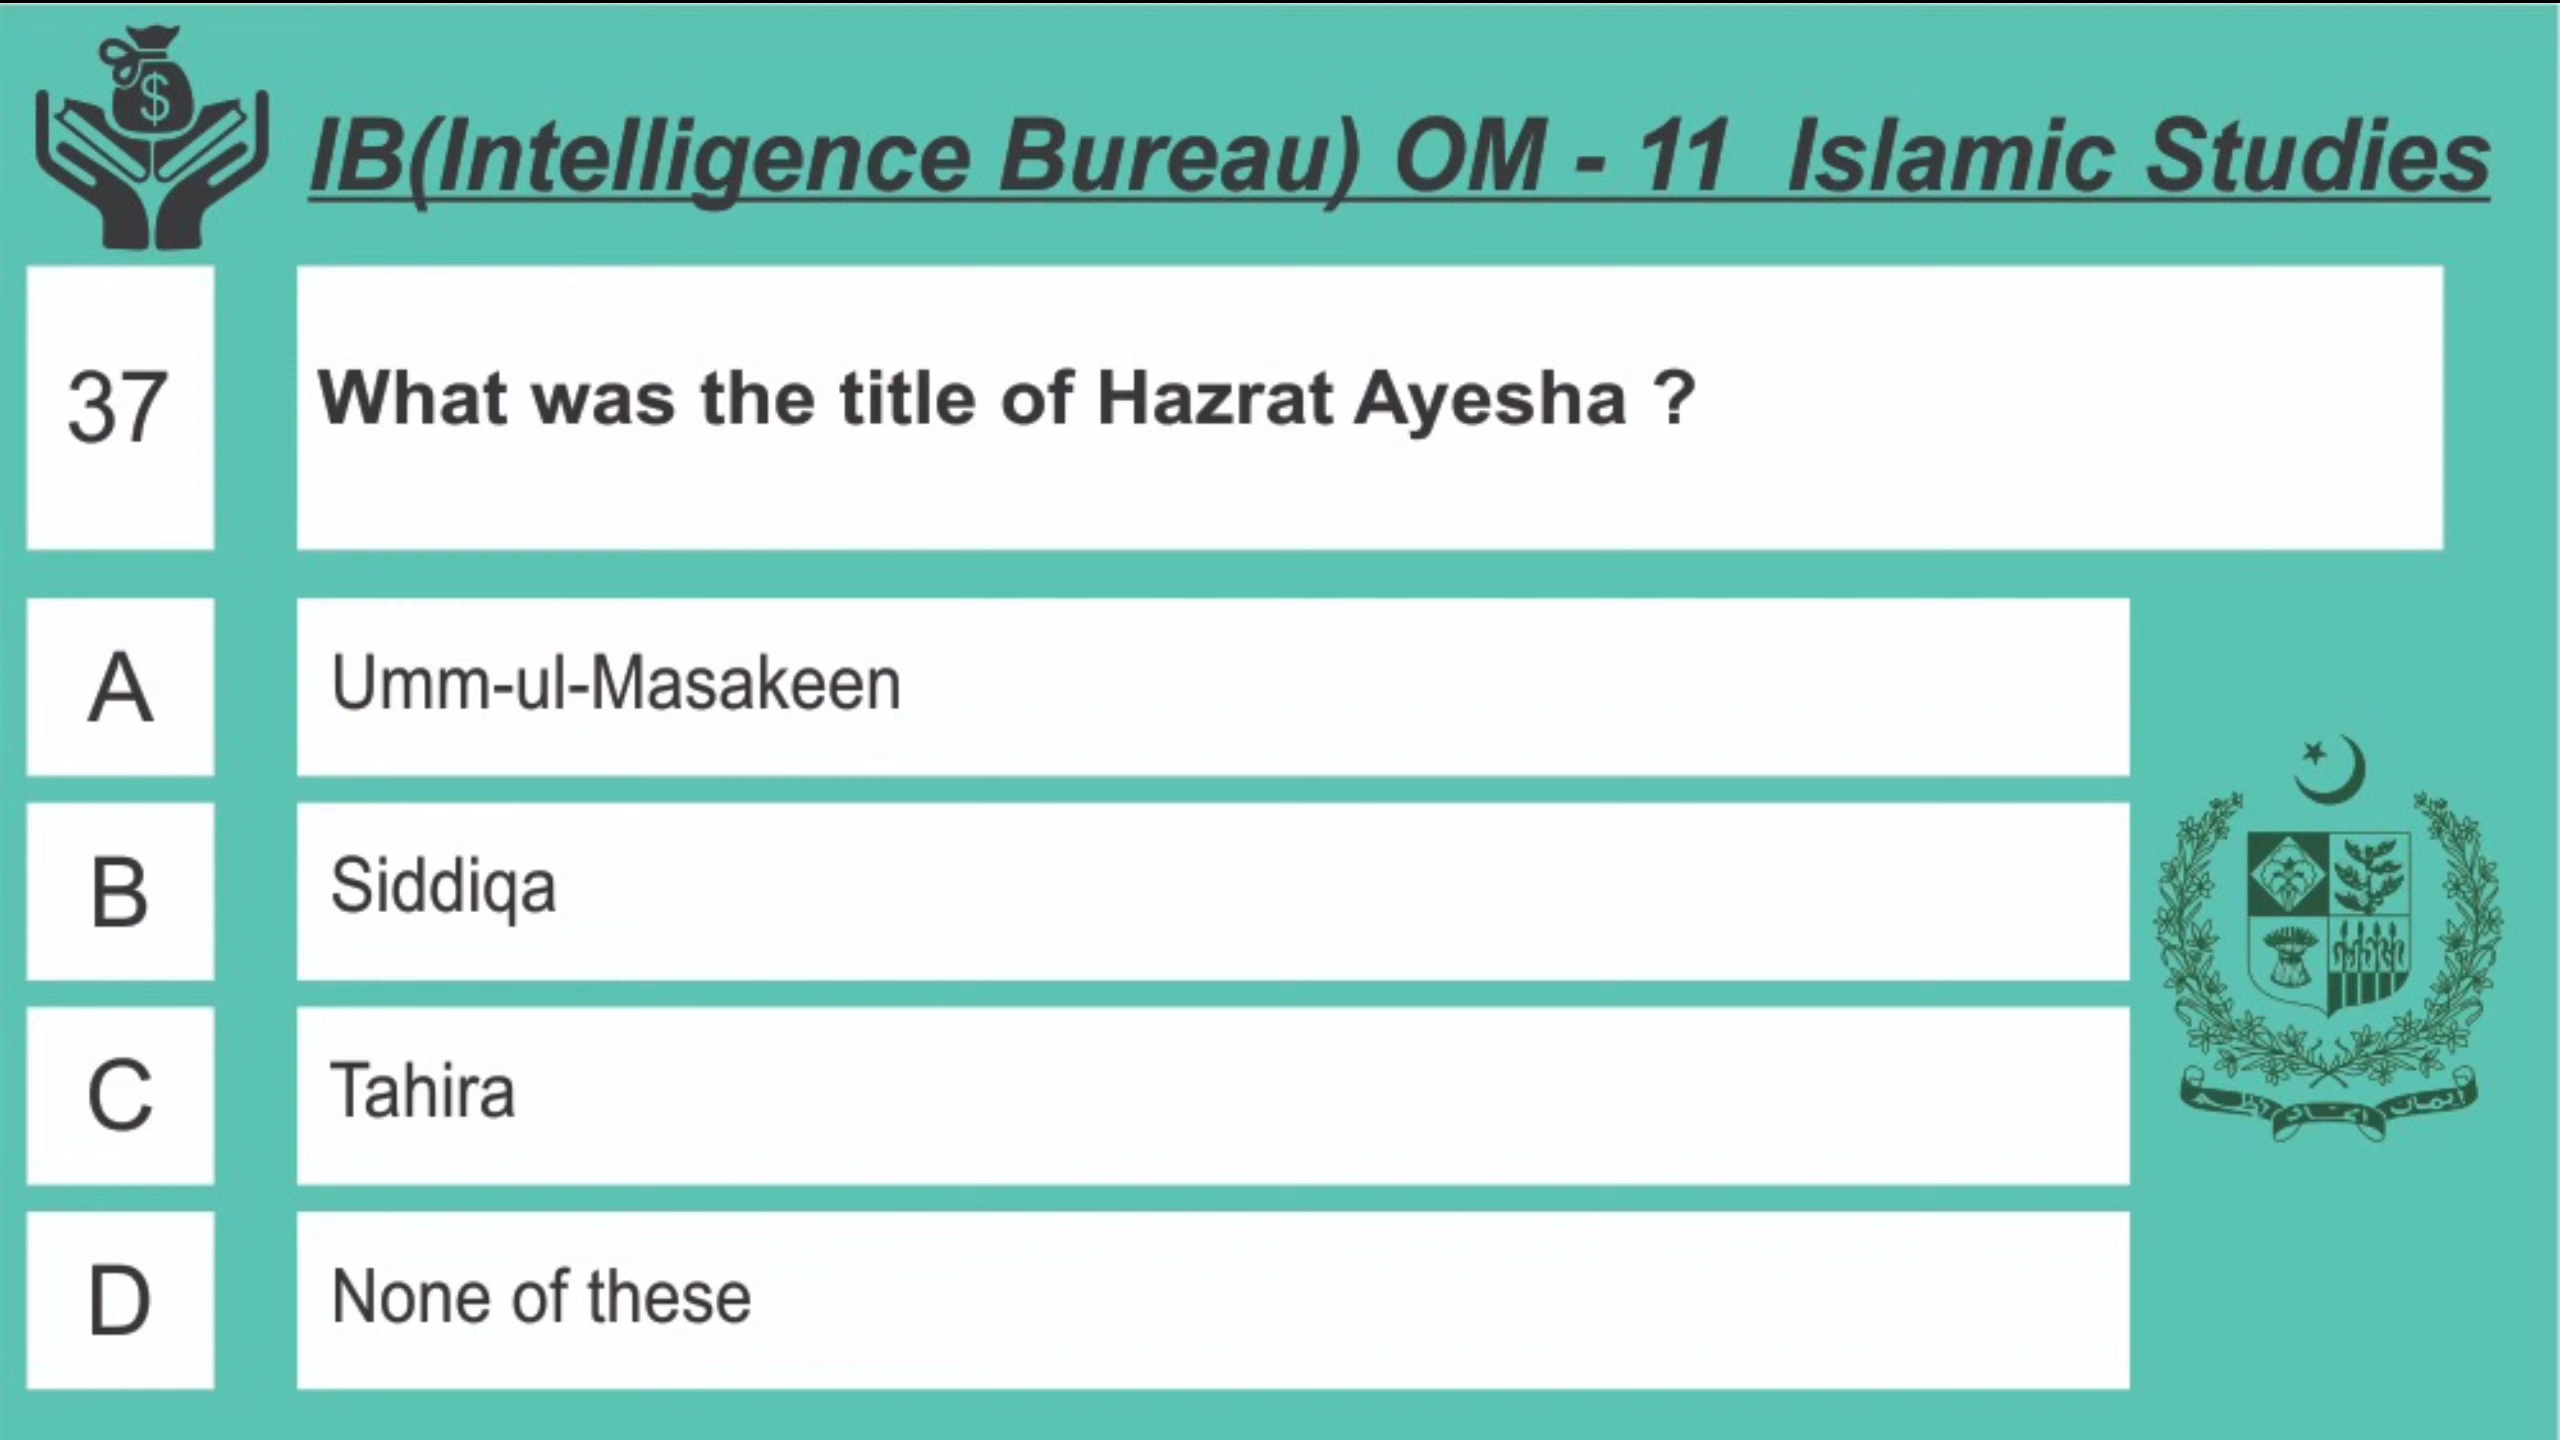 $
IB(Intelligence Bureau) OM - 11 Islamic Studies
37
What was the title of Hazrat Ayesha ?
A
Umm-ul-Masakeen
B
Siddiqa
C
Tahira
D
None of these